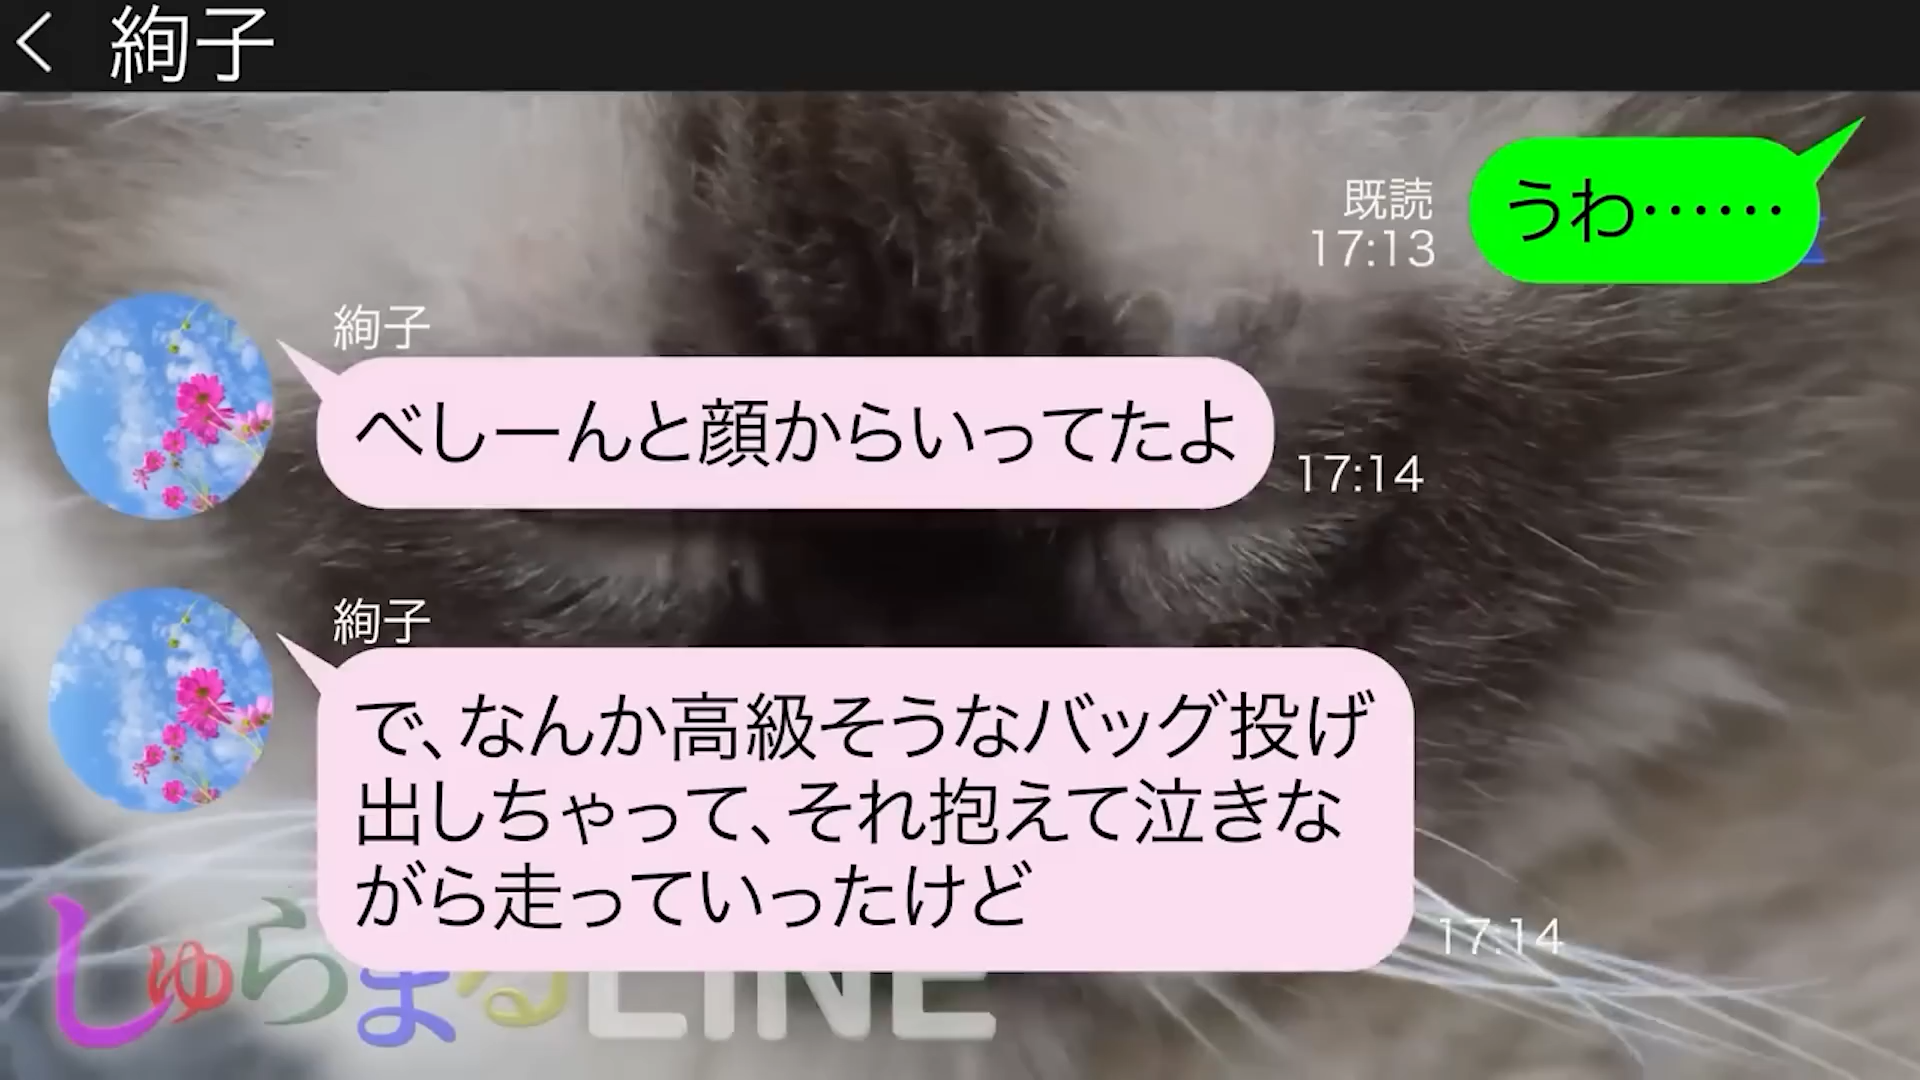 絢子
うわ……
既読
17:13
絢子
べしーんと顔からいってたよ
17:14
絢子
で、なんか高級そうなバッグ投げ
出しちゃって、それ抱えて泣きな
がら走っていったけど
17:14
しゅらまるLINE